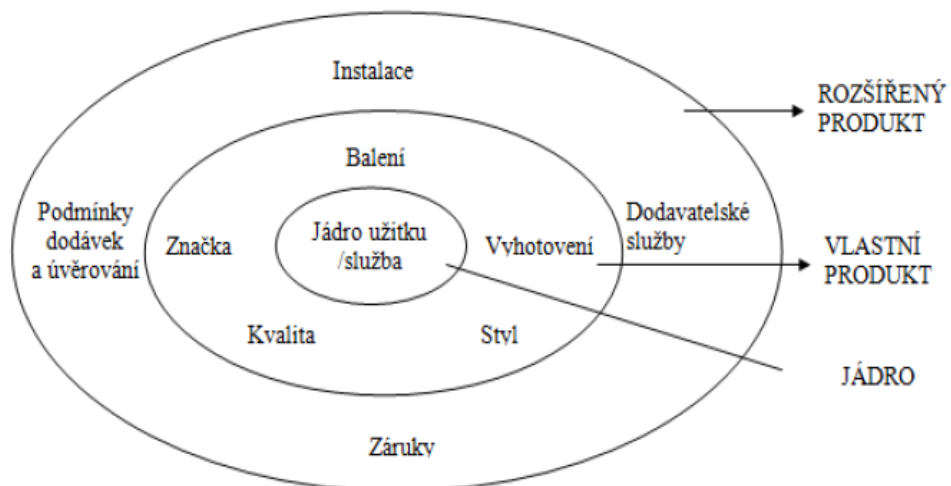 Instalace
ROZŠÍŘENÝ
PRODUKT
Balení
Podmínky
dodávek
a úvěrování
Značka
Jádro užitku
/služba
Vyhotovení
Dodavatelské
služby
VLASTNÍ
PRODUKT
Kvalita
Styl
JÁDRO
Záruky